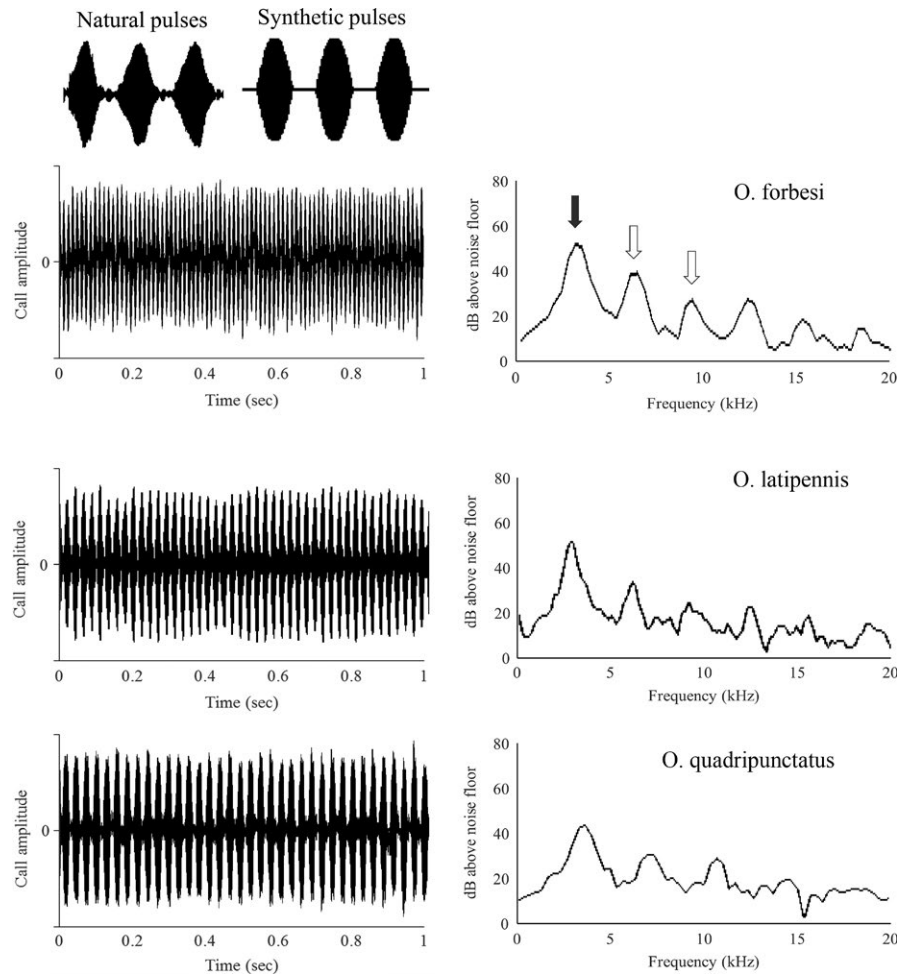 Natural pulses Synthetic pulses
Call amplitude
0
0 0.2 0.4 0.6 0.8 1
Time (sec)
O. forbesi
dB above noise floor
80
60
40
20
0
0 5 10 15 20
Frequency (kHz)
Call amplitude
0
0 0.2 0.4 0.6 0.8 1
Time (sec)
O. latipennis
dB above noise floor
80
60
40
20
0
0 5 10 15 20
Frequency (kHz)
Call amplitude
0
0 0.2 0.4 0.6 0.8 1
Time (sec)
O. quadripunctatus
dB above noise floor
80
60
40
20
0
0 5 10 15 20
Frequency (kHz)